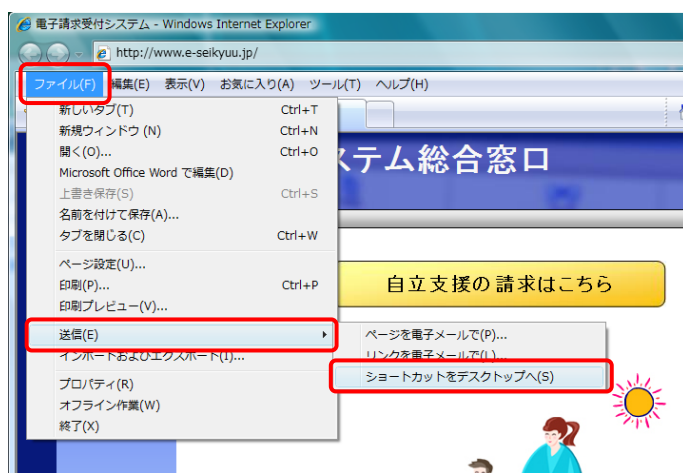 電子請求受付システム - Windows Internet Explorer
http://www.e-seikyuu.jp/
ファイル(F) 編集(E) 表示(V) お気に入り(A) ツール(T) ヘルプ(H)
新しいタブ(T) Ctrl+T
新規ウィンドウ (N) Ctrl+N
開く(O)... Ctrl+O
Microsoft Office Word で編集(D)
上書き保存(S) Ctrl+S
名前を付けて保存(A)...
タブを閉じる(C) Ctrl+W
ページ設定(U)...
印刷(P)... Ctrl+P
印刷プレビュー(V)...
送信(E)
インポートおよびエクスポート(I)...
プロパティ(R)
オフライン作業(W)
終了(X)
ステム総合窓口
自立支援の請求はこちら
ページを電子メールで(P)...
リンクを電子メールで(L)...
ショートカットをデスクトップへ(S)